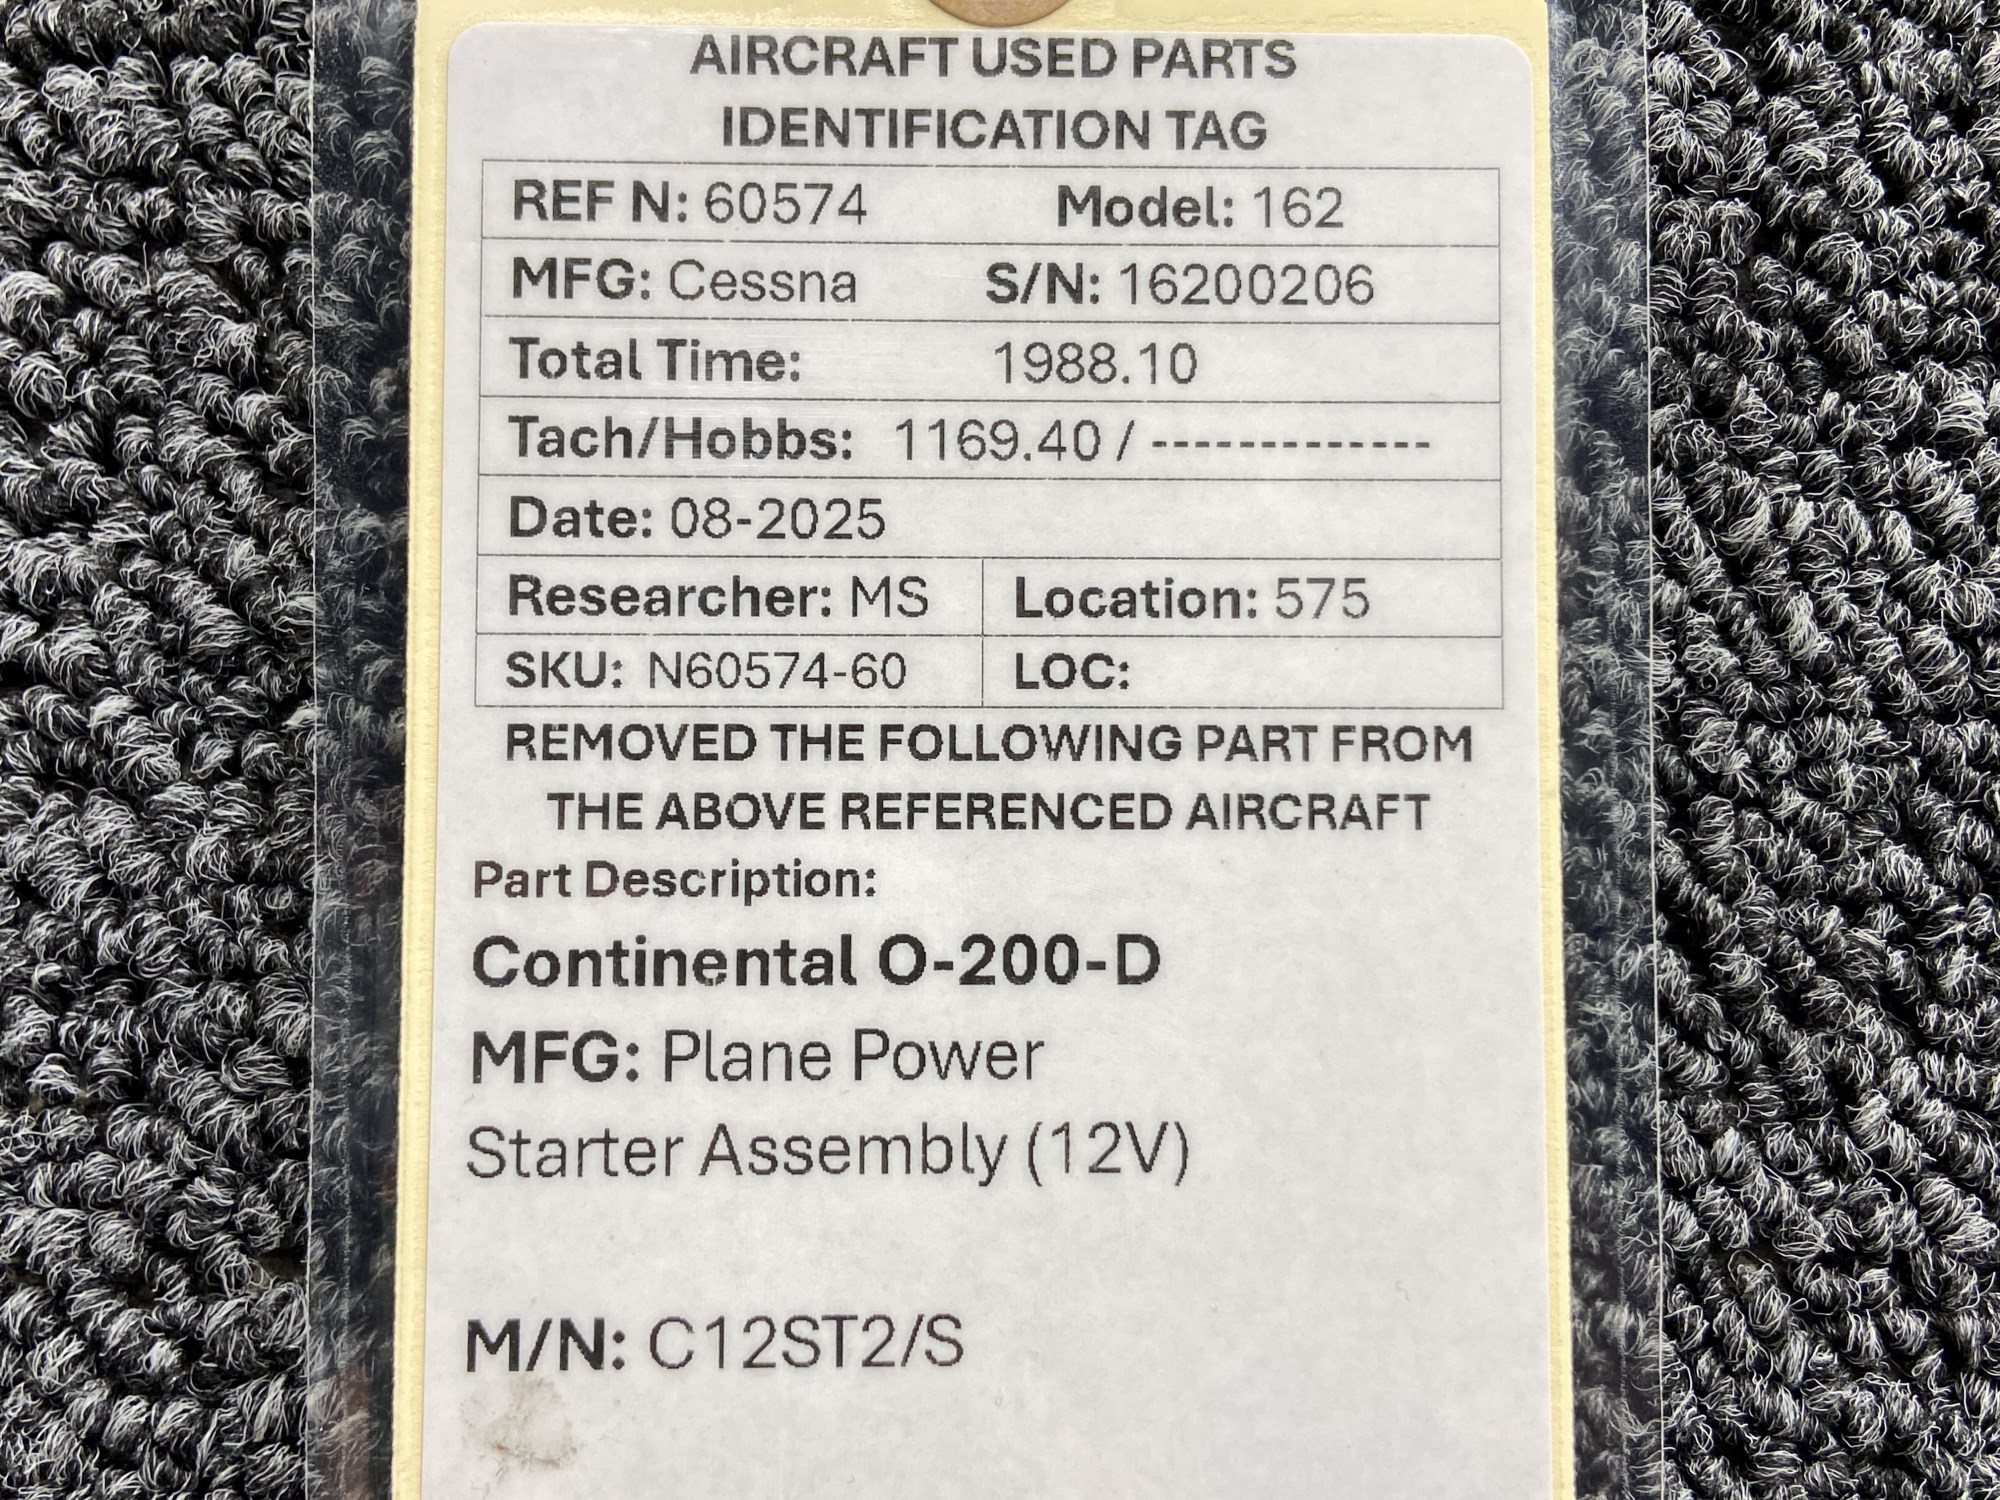 AIRCRAFT USED PARTS
IDENTIFICATION TAG
REF N: 60574 Model: 162
MFG: Cessna S/N: 16200206
Total Time: 1988.10
Tach/Hobbs: 1169.40 / -------------
Date: 08-2025
Researcher: MS Location: 575
SKU: N60574-60 LOC:
REMOVED THE FOLLOWING PART FROM
THE ABOVE REFERENCED AIRCRAFT
Part Description:
Continental O-200-D
MFG: Plane Power
Starter Assembly (12V)
M/N: C12ST2/S